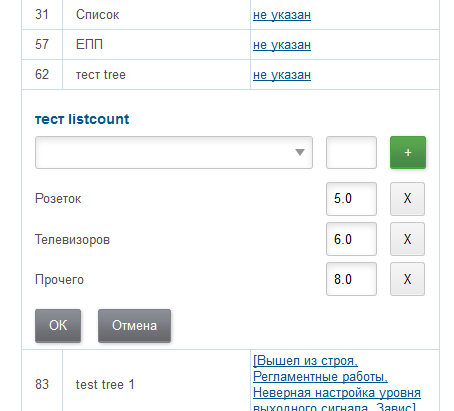 31 Список не указан
57 ЕПП не указан
62 тест tree не указан
тест listcount
+
Розеток 5.0 X
Телевизоров 6.0 X
Прочего 8.0 X
OK Отмена
[Вышел из строя,
83 test tree 1 Регламентные работы,
Неверная настройка уровня
выходного сигнала, Завис]